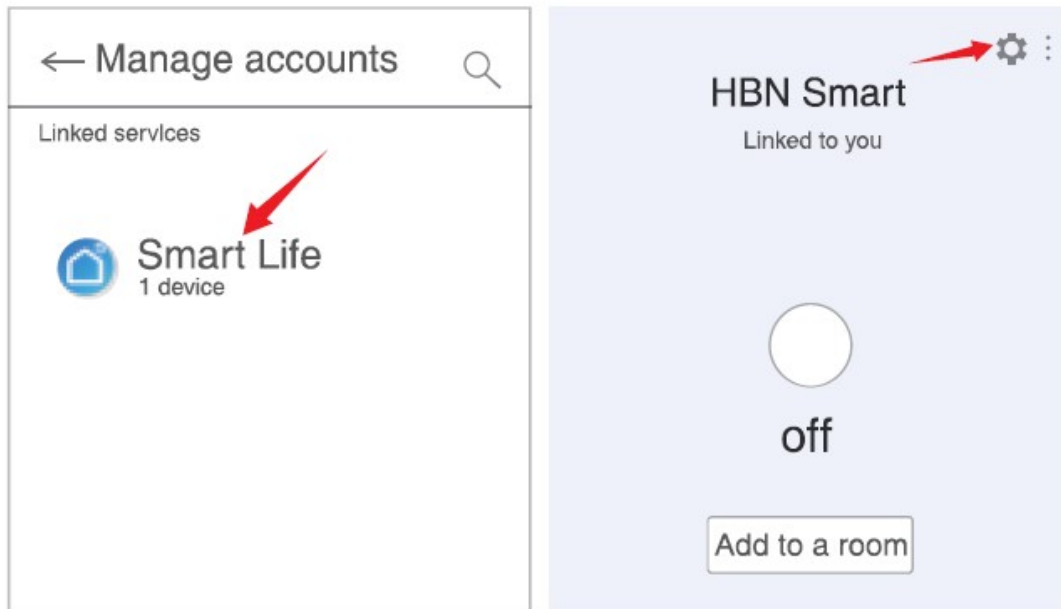 Manage accounts
Linked servIces
Smart Life
1 device
HBN Smart
Linked to you
off
Add to a room